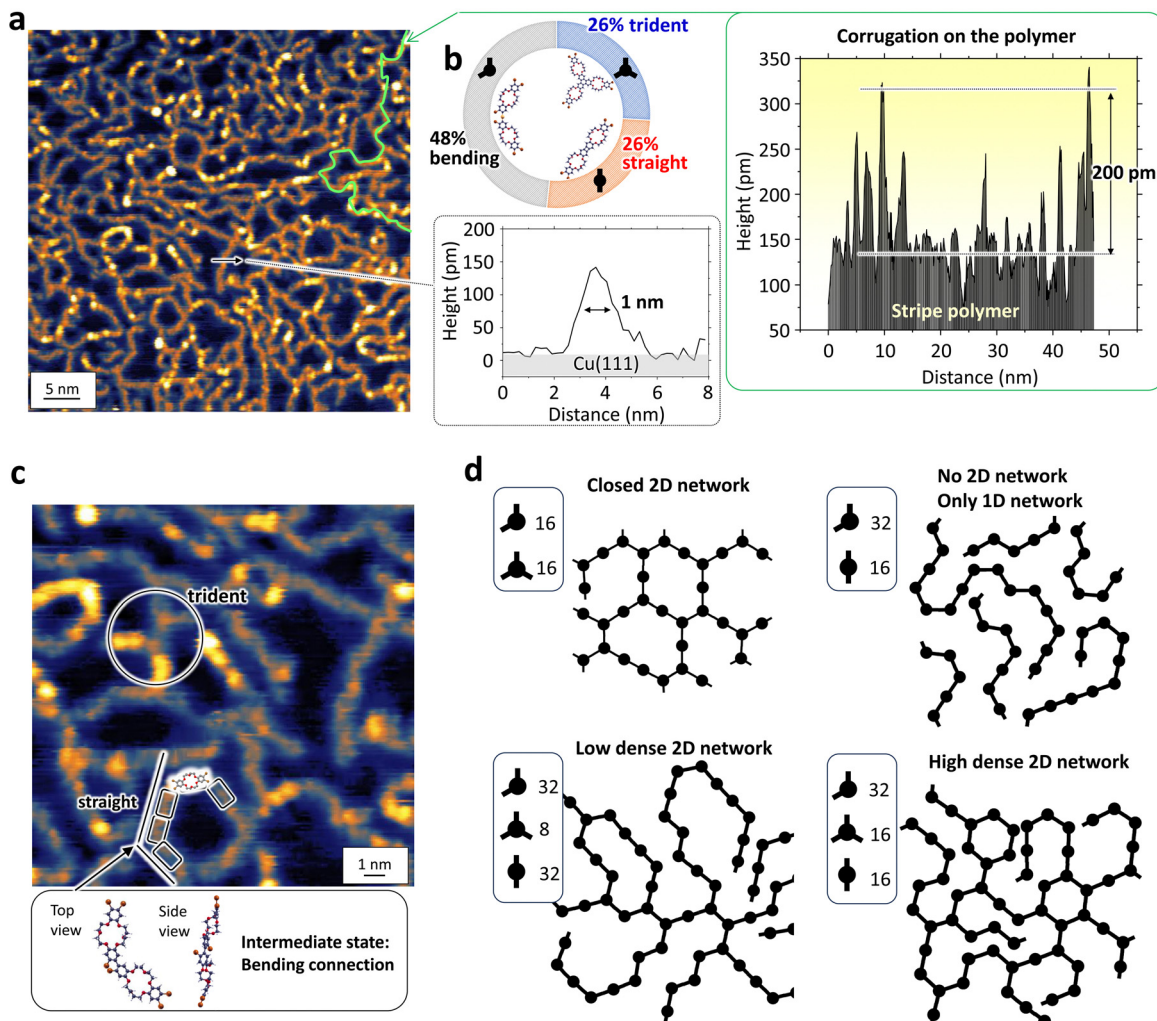 a
5 nm
b
26% trident
48%
bending
26%
straight
Height (pm)
200
150
100
50
0
1 nm
Cu(111)
0 2 4 6 8
Distance (nm)
Corrugation on the polymer
Height (pm)
350
300
250
200
150
100
50
200 pm
Stripe polymer
0 10 20 30 40 50
Distance (nm)
c
trident
straight
1 nm
Top
view
Side
view
Intermediate state:
Bending connection
d
Closed 2D network
16
16
No 2D network
Only 1D network
32
16
Low dense 2D network
32
8
32
High dense 2D network
32
16
16